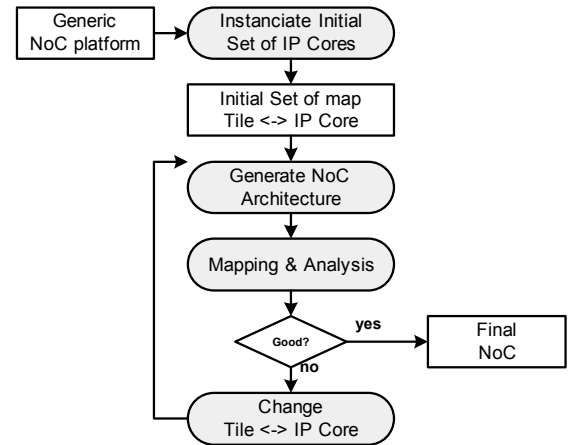 Generic
NoC platform
Instanciate Initial
Set of IP Cores
Initial Set of map
Tile <-> IP Core
Generate NoC
Architecture
Mapping & Analysis
Good?
yes
Final
NoC
no
Change
Tile <-> IP Core